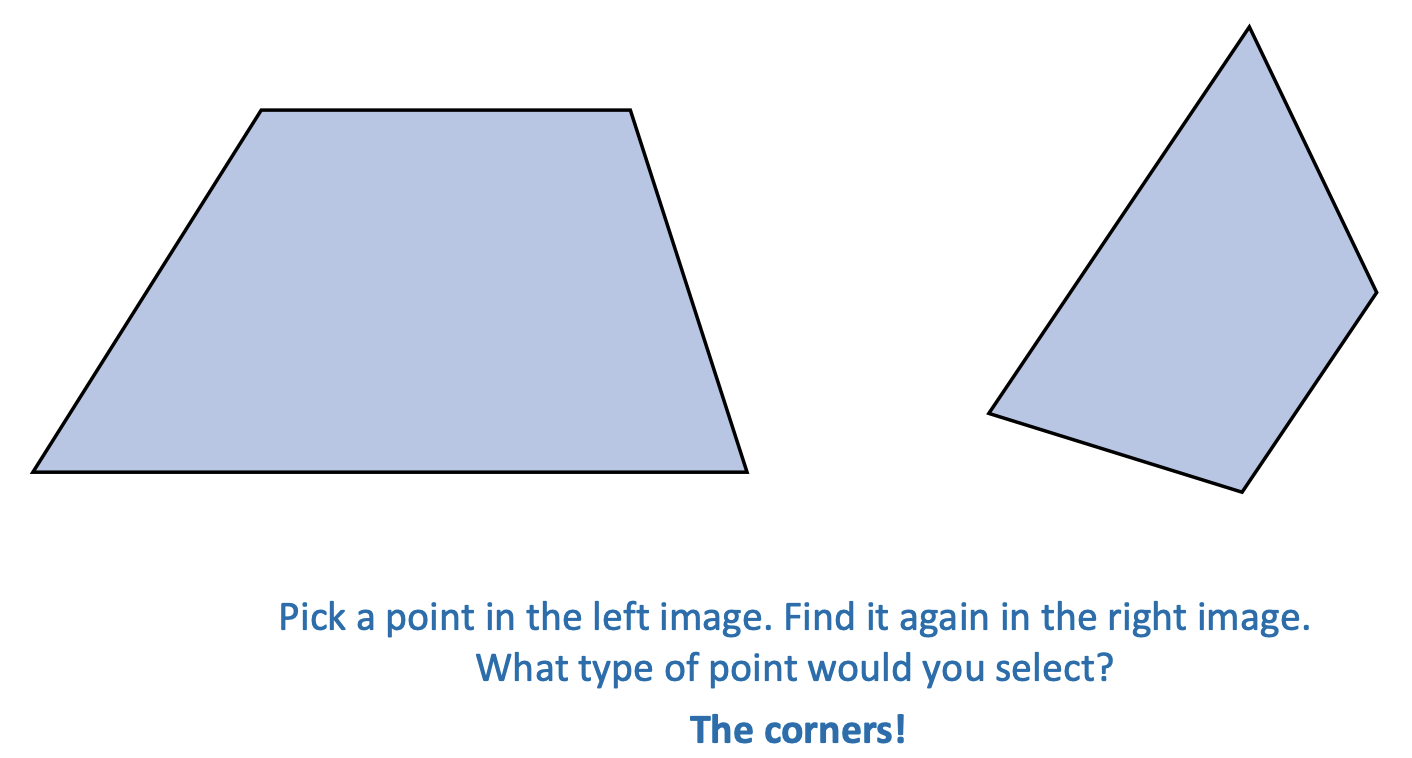 Pick a point in the left image. Find it again in the right image.
What type of point would you select?
The corners!